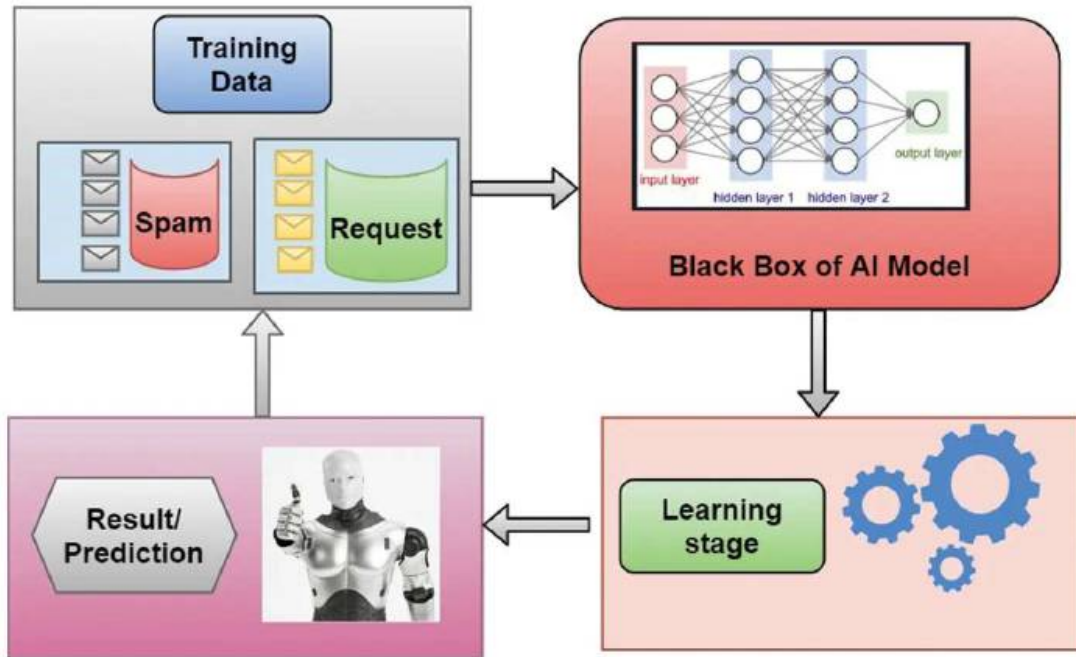 Training
Data
Spam
Request
input layer
hidden layer 1
hidden layer 2
output layer
Black Box of AI Model
Learning
stage
Result/
Prediction